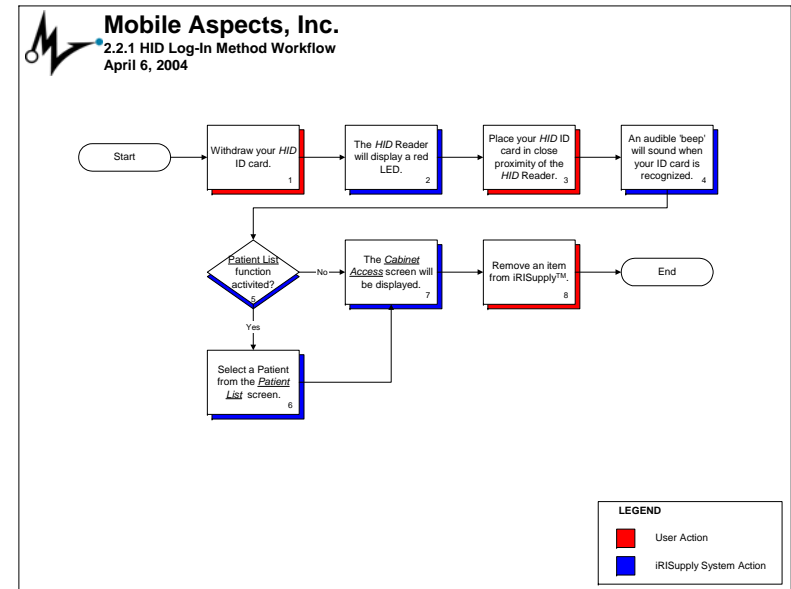 Mobile Aspects, Inc.
2.2.1 HID Log-In Method Workflow
April 6, 2004
Start
Withdraw your HID
ID card.
1
The HID Reader
will display a red
LED.
2
Place your HID ID
card in close
proximity of the
HID Reader.
3
An audible 'beep'
will sound when
your ID card is
recognized.
4
Patient List
function
activited?
5
No
The Cabinet
Access screen will
be displayed.
7
Remove an item
from iRISupply™.
8
End
Yes
Select a Patient
from the Patient
List screen.
6
LEGEND
User Action
iRISupply System Action